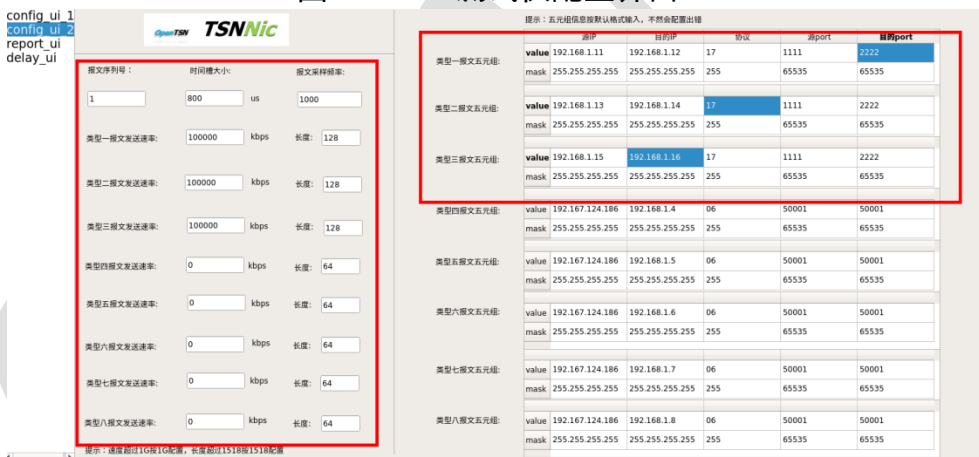 config_ui_1
config_ui_2
report_ui
delay_ui
OpenTSN TSNNic
报文序列号： 时间槽大小: 报文采样频率:
1 800 us 1000
类型一报文发送速率: 100000 kbps 长度: 128
类型二报文发送速率: 100000 kbps 长度: 128
类型三报文发送速率: 100000 kbps 长度: 128
类型四报文发送速率: 0 kbps 长度: 64
类型五报文发送速率: 0 kbps 长度: 64
类型六报文发送速率: 0 kbps 长度: 64
类型七报文发送速率: 0 kbps 长度: 64
类型八报文发送速率: 0 kbps 长度: 64
提示：速度超过1G按1G配置，长度超过1518按1518配置
提示：五元组信息按默认格式输入，不然会配置出错
源IP 目的IP 协议 源port 目的port
类型一报文五元组:
value 192.168.1.11 192.168.1.12 17 1111 2222
mask 255.255.255.255 255.255.255.255 255 65535 65535
类型二报文五元组:
value 192.168.1.13 192.168.1.14 17 1111 2222
mask 255.255.255.255 255.255.255.255 255 65535 65535
类型三报文五元组:
value 192.168.1.15 192.168.1.16 17 1111 2222
mask 255.255.255.255 255.255.255.255 255 65535 65535
类型四报文五元组:
value 192.167.124.186 192.168.1.4 06 50001 50001
mask 255.255.255.255 255.255.255.255 255 65535 65535
类型五报文五元组:
value 192.167.124.186 192.168.1.5 06 50001 50001
mask 255.255.255.255 255.255.255.255 255 65535 65535
类型六报文五元组:
value 192.167.124.186 192.168.1.6 06 50001 50001
mask 255.255.255.255 255.255.255.255 255 65535 65535
类型七报文五元组:
value 192.167.124.186 192.168.1.7 06 50001 50001
mask 255.255.255.255 255.255.255.255 255 65535 65535
类型八报文五元组:
value 192.167.124.186 192.168.1.8 06 50001 50001
mask 255.255.255.255 255.255.255.255 255 65535 65535